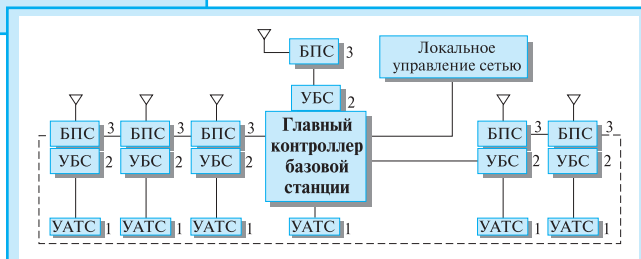 БПС 3
Локальное
управление сетью
УБС 2
БПС 3 БПС 3 БПС 3
Главный
контроллер
базовой
станции
БПС 3 БПС 3
УБС 2 УБС 2 УБС 2
УБС 2 УБС 2
УАТС 1 УАТС 1 УАТС 1 УАТС 1 УАТС 1 УАТС 1